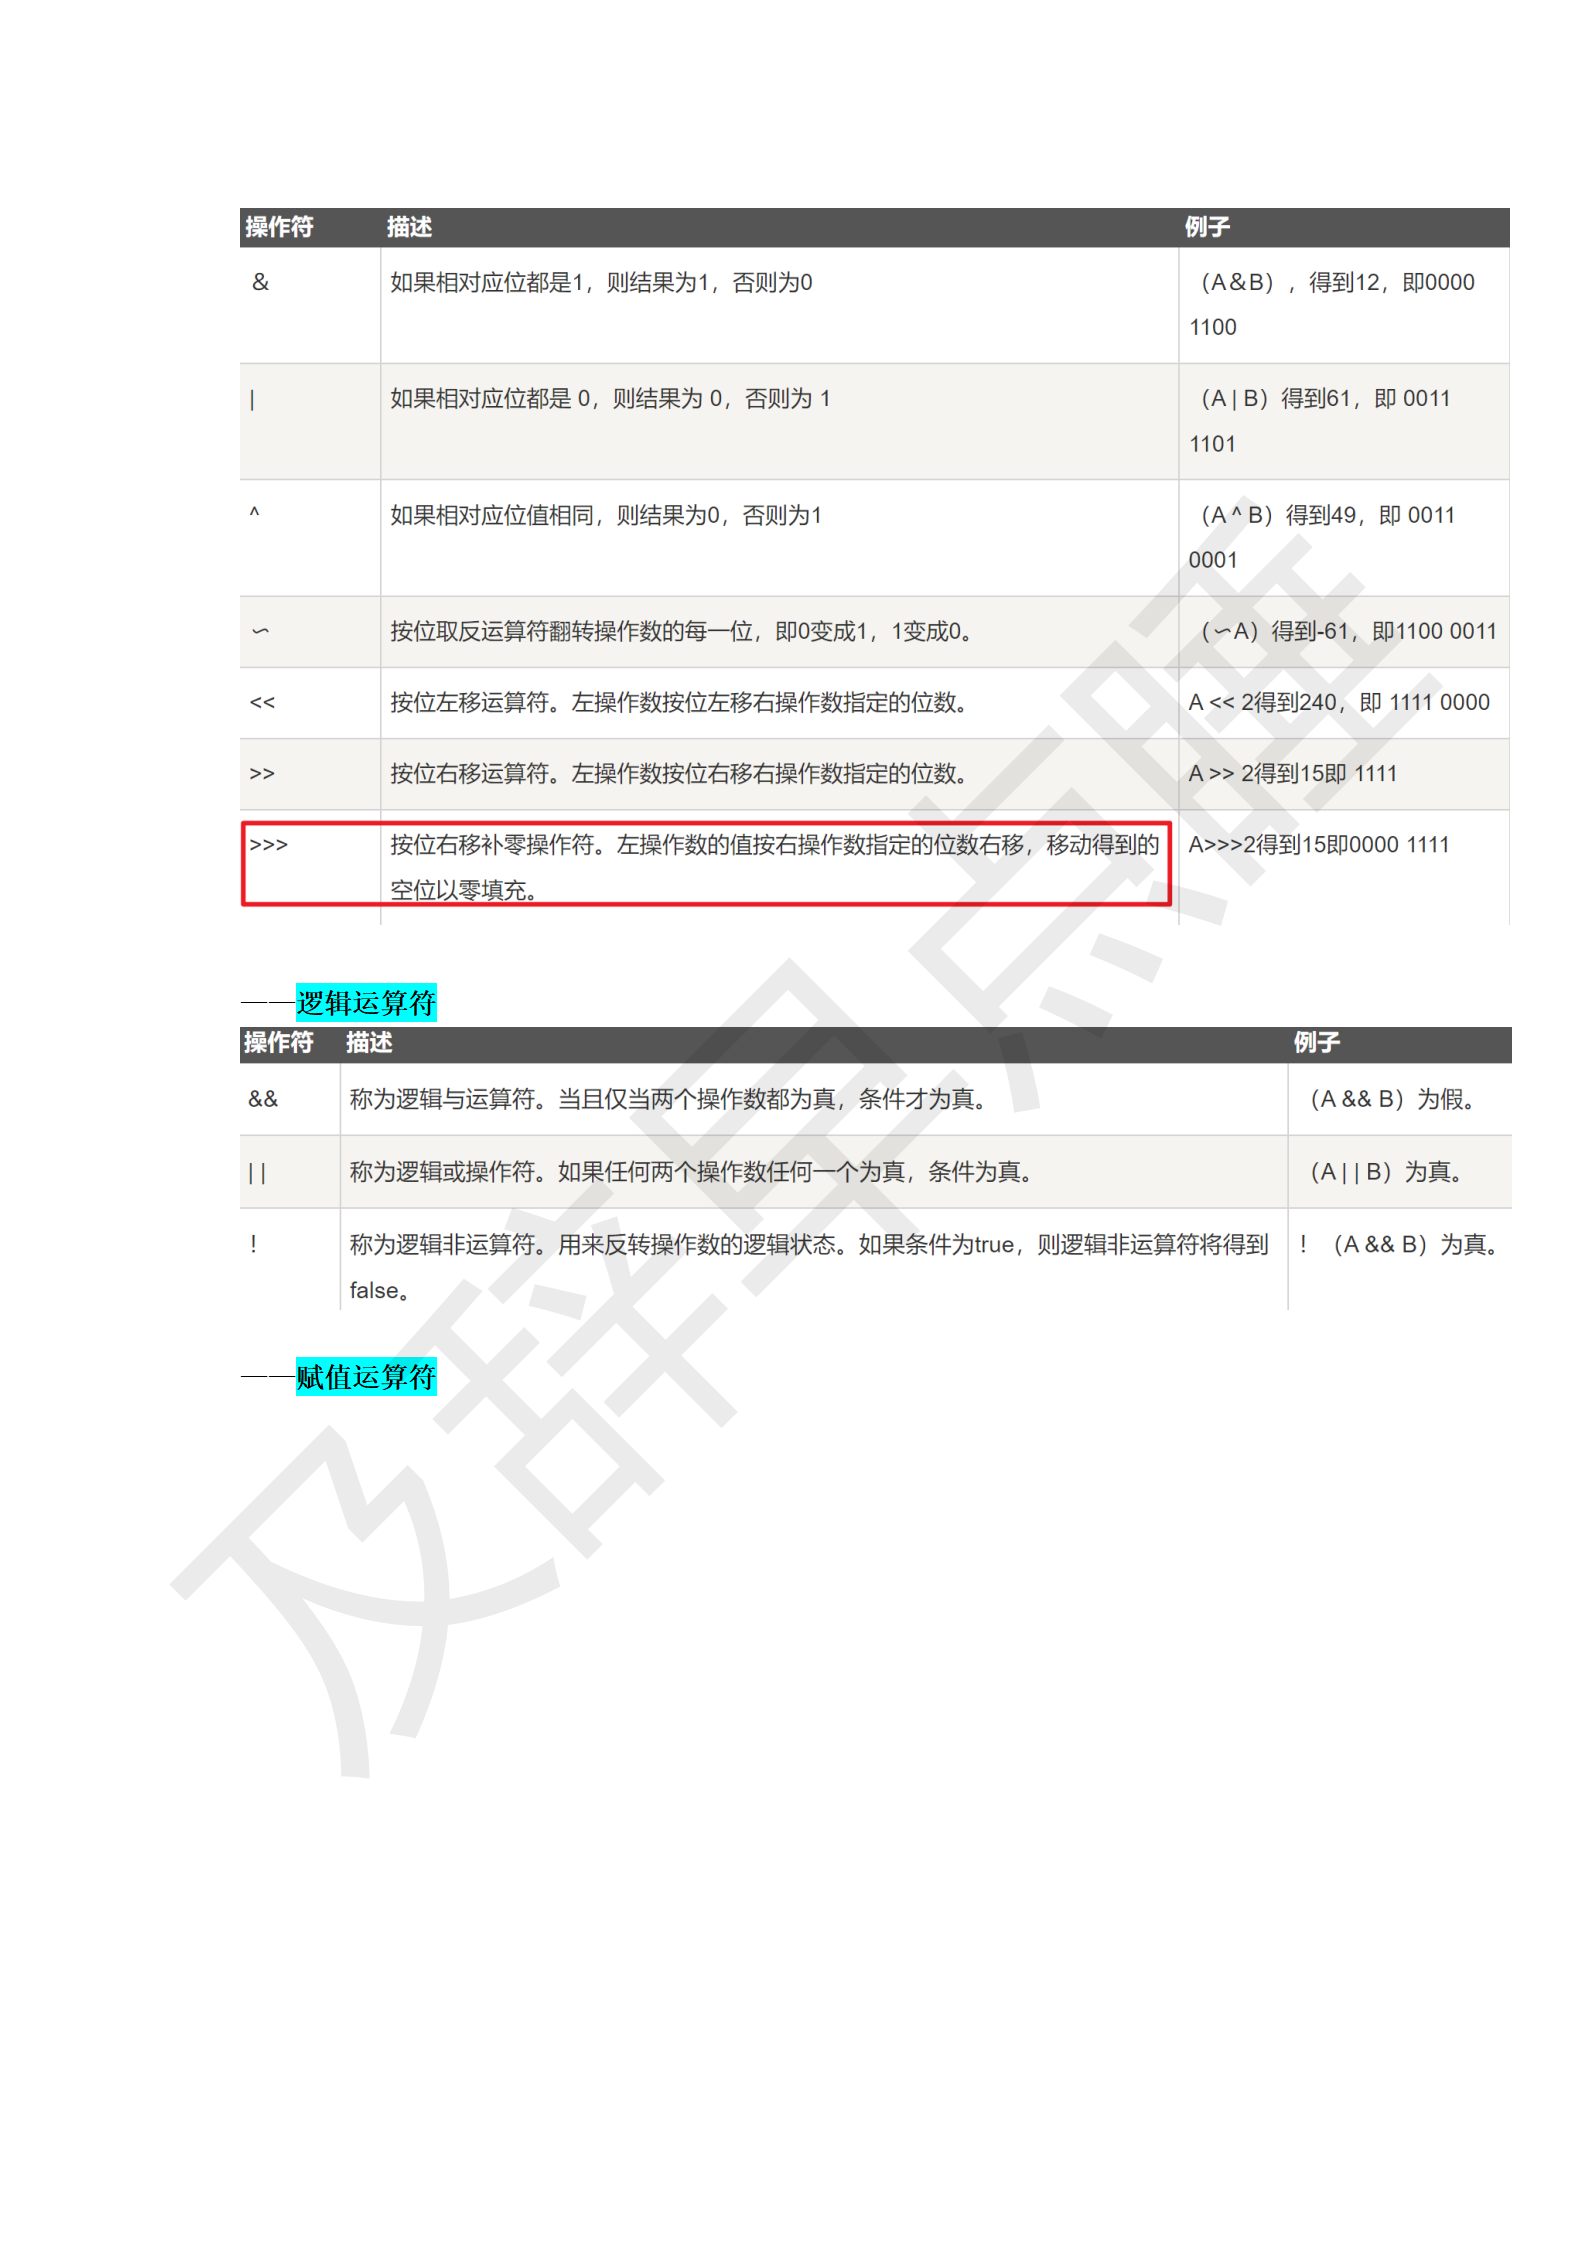 操作符 描述 例子
& 如果相对应位都是1，则结果为1，否则为0 （A＆B），得到12，即0000
1100
| 如果相对应位都是 0，则结果为 0，否则为 1 （A | B）得到61，即 0011
1101
^ 如果相对应位值相同，则结果为0，否则为1 （A ^ B）得到49，即 0011
0001
〜 按位取反运算符翻转操作数的每一位，即0变成1，1变成0。 （〜A）得到-61，即1100 0011
<< 按位左移运算符。左操作数按位左移右操作数指定的位数。 A << 2得到240，即 1111 0000
>> 按位右移运算符。左操作数按位右移右操作数指定的位数。 A >> 2得到15即 1111
>>> 按位右移补零操作符。左操作数的值按右操作数指定的位数右移，移动得到的 A>>>2得到15即0000 1111
空位以零填充。
——逻辑运算符
操作符 描述 例子
&& 称为逻辑与运算符。当且仅当两个操作数都为真，条件才为真。 （A && B）为假。
| | 称为逻辑或操作符。如果任何两个操作数任何一个为真，条件为真。 （A | | B）为真。
！ 称为逻辑非运算符。用来反转操作数的逻辑状态。如果条件为true，则逻辑非运算符将得到 ！（A && B）为真。
false。
——赋值运算符
及辞早点睡